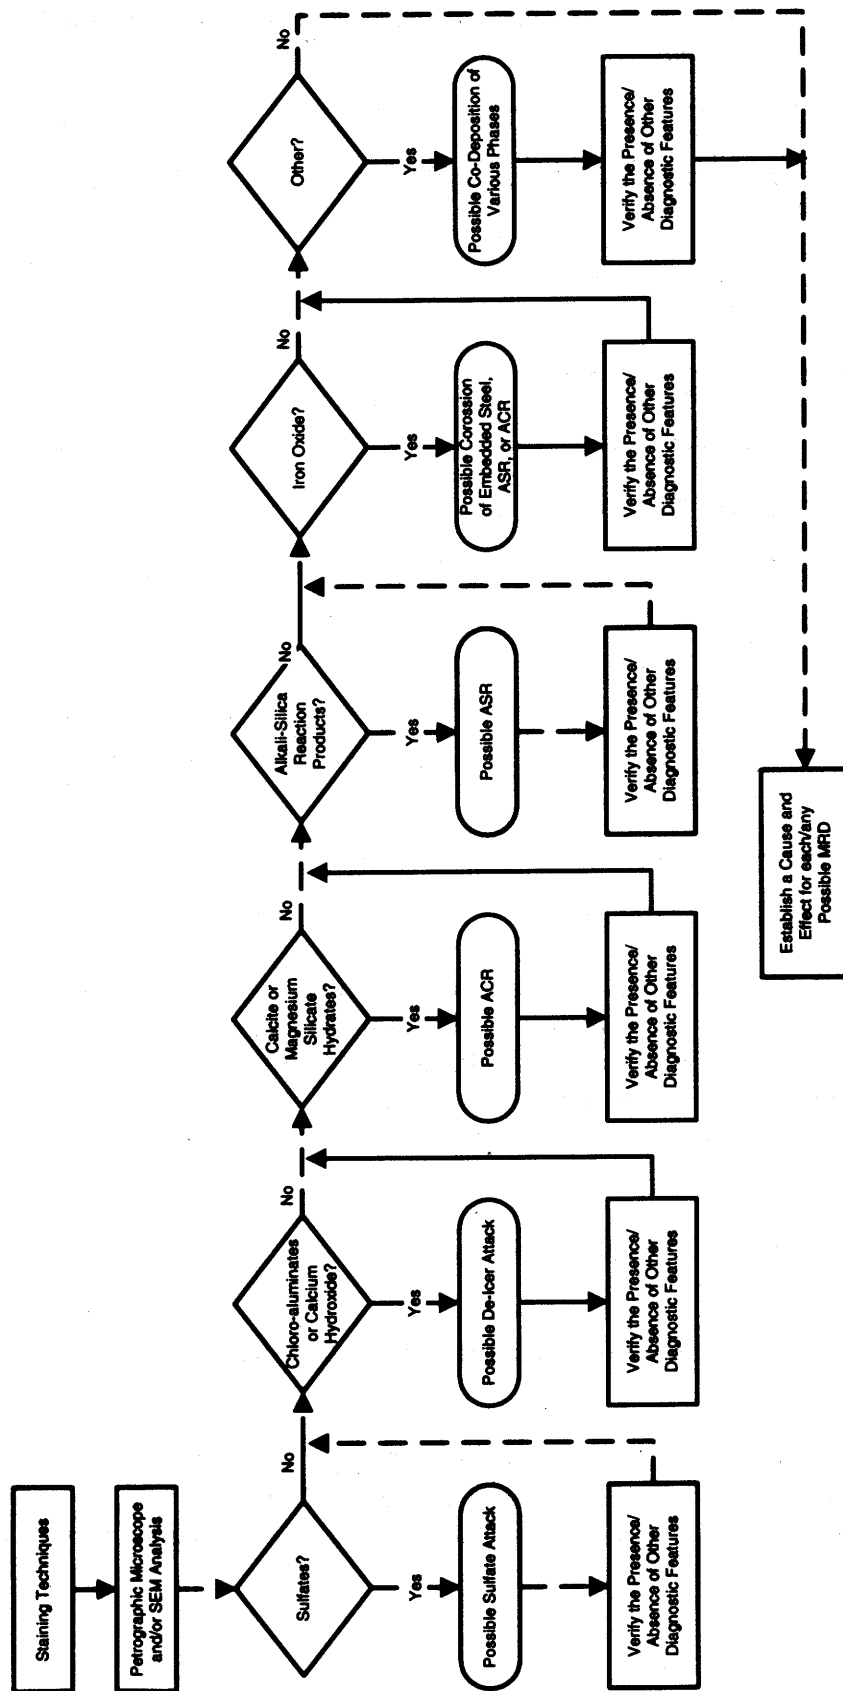 Staining Techniques
Petrographic Microscope
and/or SEM Analysis
Sulfates?
No
Yes
Possible Sulfate Attack
Verify the Presence/
Absence of Other
Diagnostic Features
Chloro-aluminates
or Calcium
Hydroxide?
No
Yes
Possible De-Icer Attack
Verify the Presence/
Absence of Other
Diagnostic Features
Calcite or
Magnesium
Silicate
Hydrates?
No
Yes
Possible ACR
Verify the Presence/
Absence of Other
Diagnostic Features
Alkali-Silica
Reaction
Products?
No
Yes
Possible ASR
Verify the Presence/
Absence of Other
Diagnostic Features
Iron Oxide?
No
Yes
Possible Corossion
of Embedded Steel,
ASR, or ACR
Verify the Presence/
Absence of Other
Diagnostic Features
Other?
No
Yes
Possible Co-Deposition of
Various Phases
Verify the Presence/
Absence of Other
Diagnostic Features
Establish a Cause and
Effect for each/any
Possible MRD